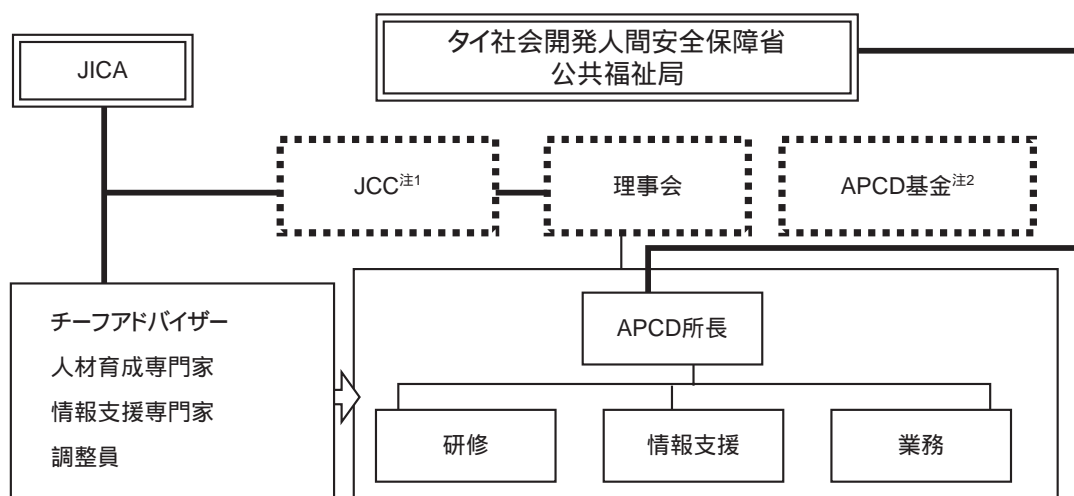 タイ社会開発人間安全保障省
公共福祉局
JICA
JCC注1
理事会
APCD基金注2
チーフアドバイザー
人材育成専門家
情報支援専門家
調整員
APCD所長
研修
情報支援
業務